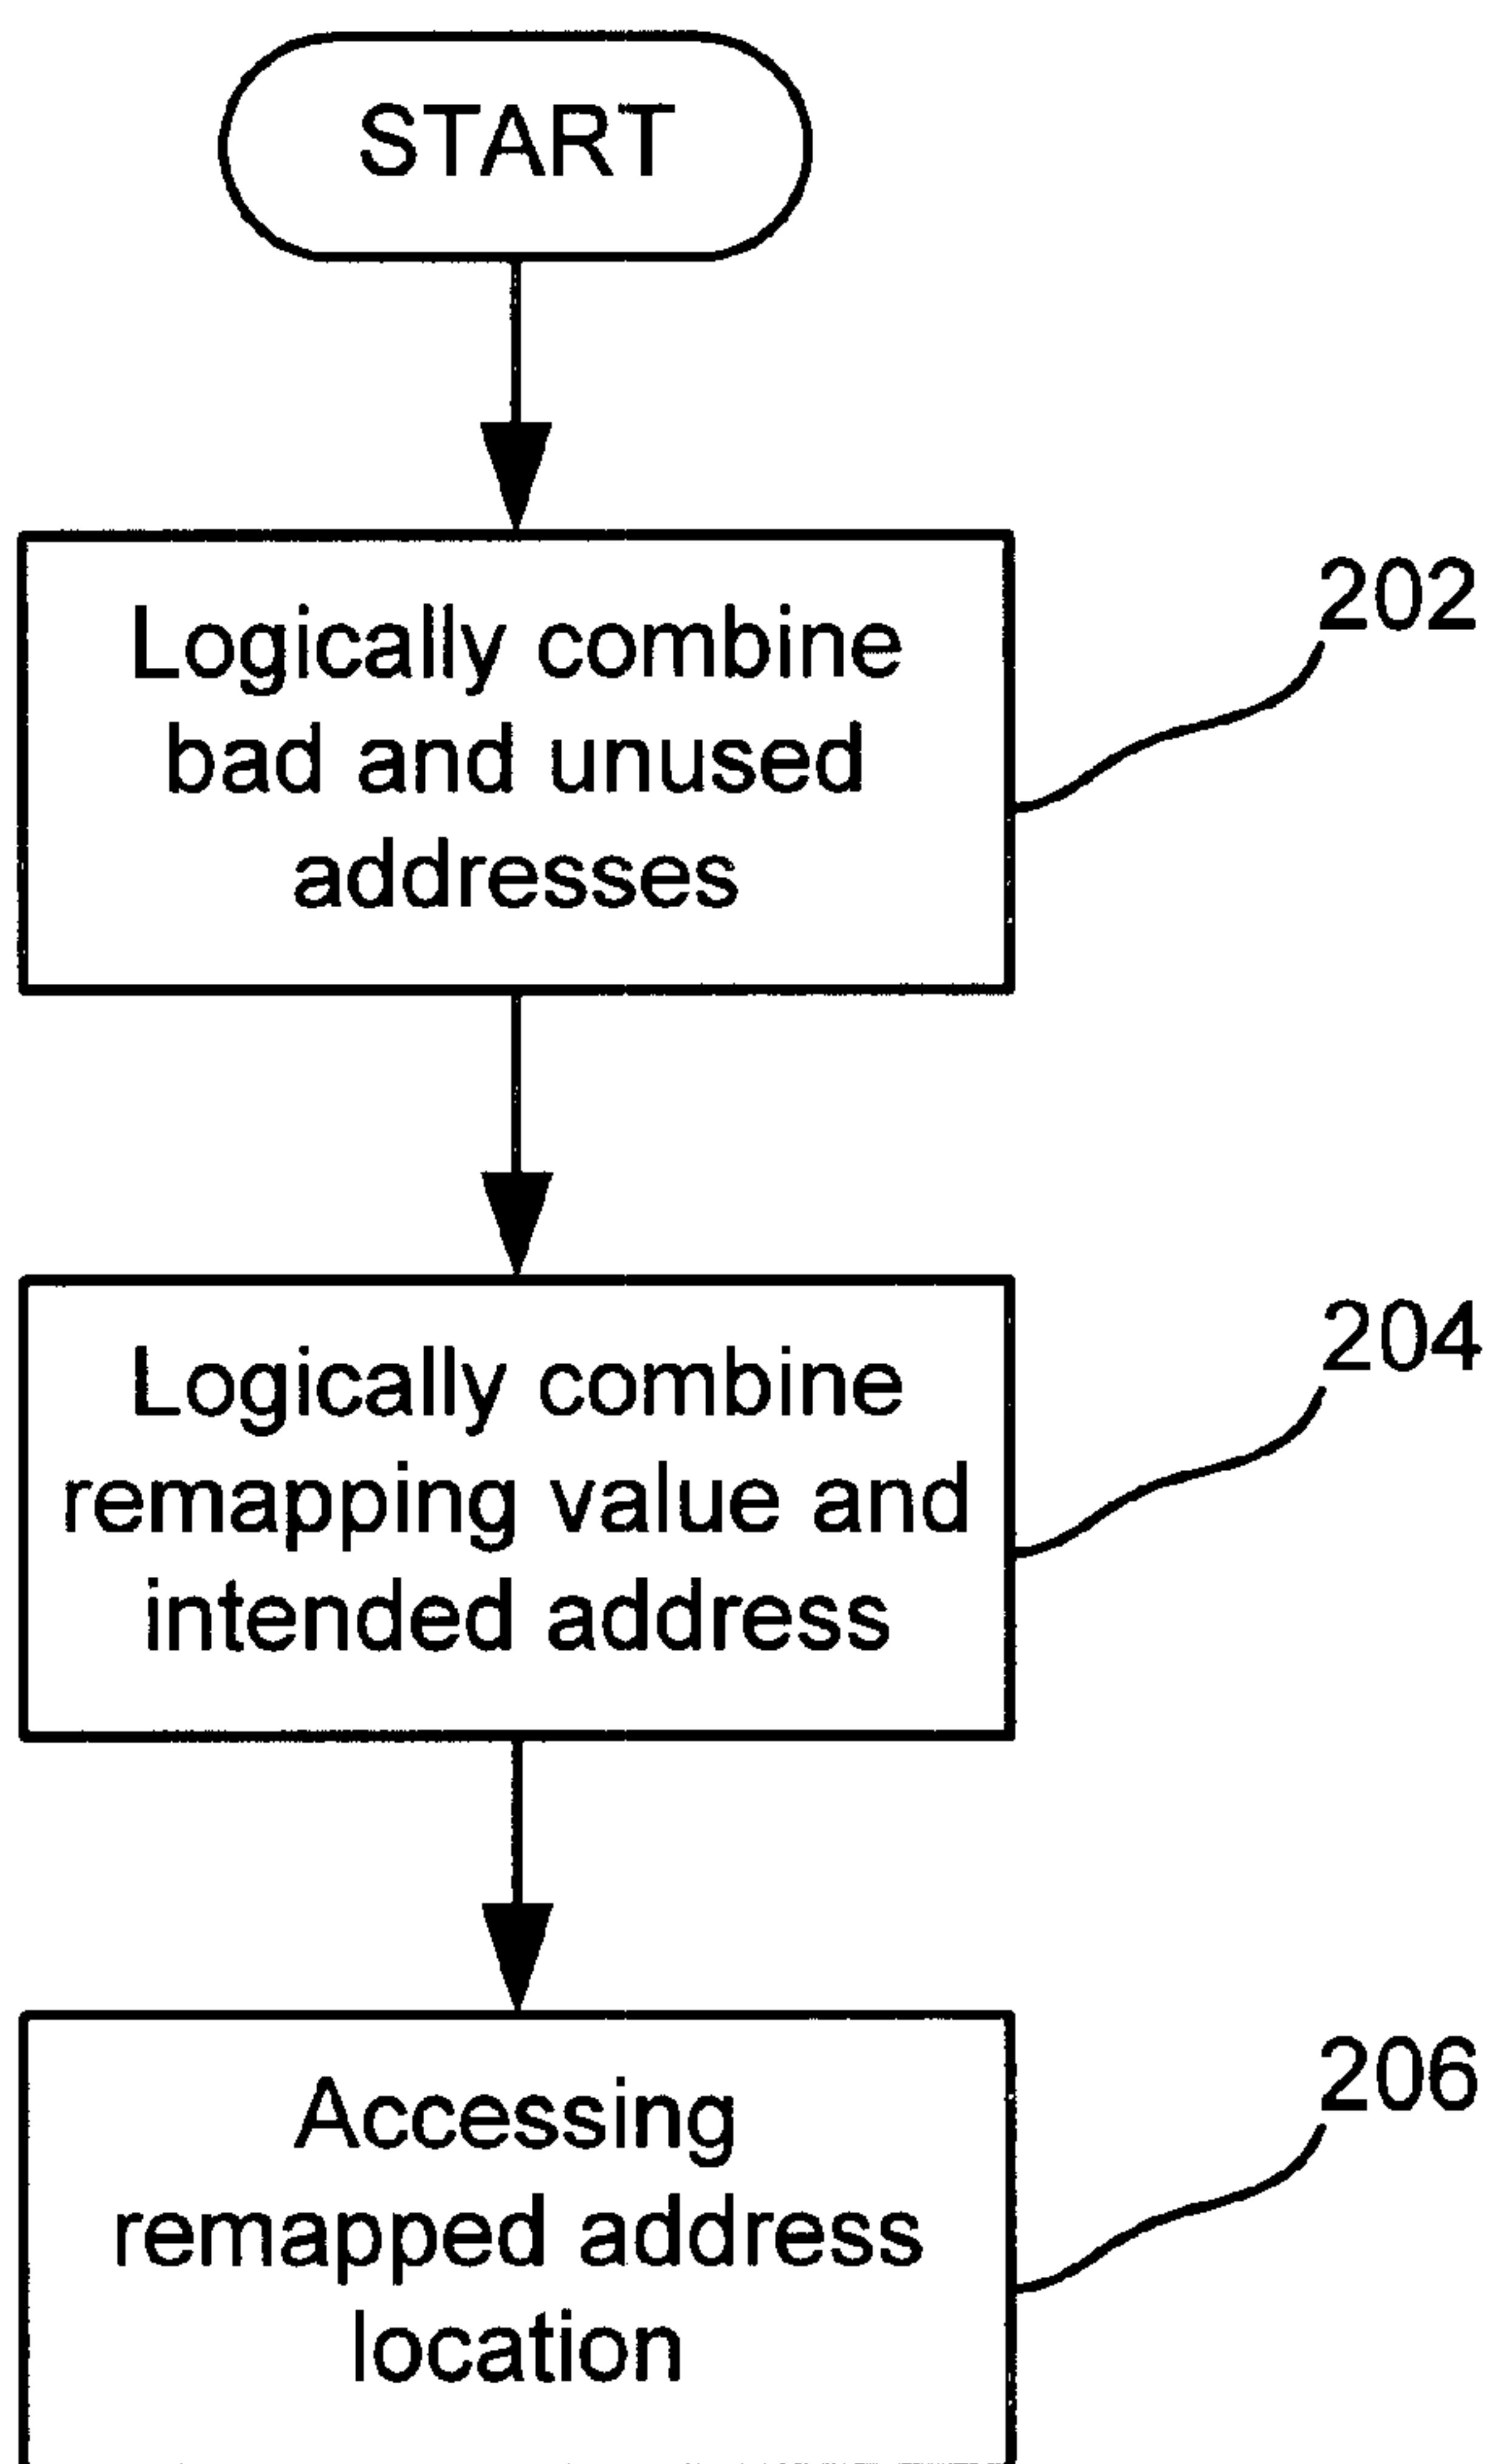 START
Logically combine
bad and unused
addresses
202
Logically combine
remapping value and
intended address
204
Accessing
remapped address
location
206